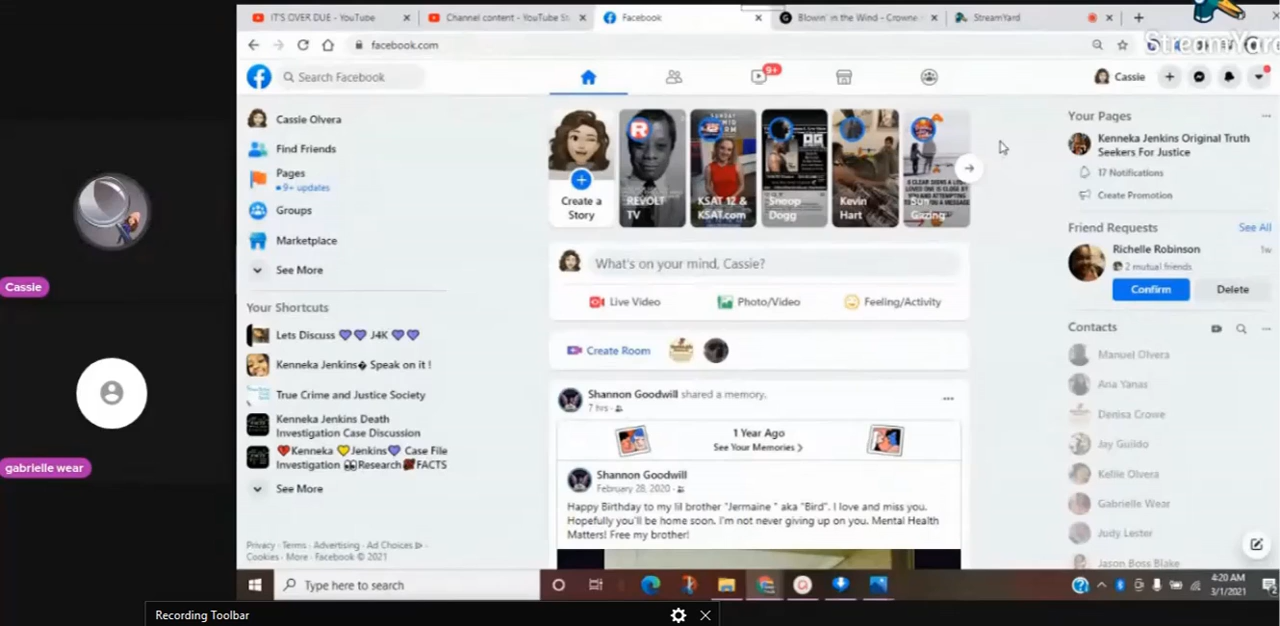 IT'S OVER DUE - YouTube
Channel content - YouTube St
Facebook
Blowin' in the Wind - Crowne
StreamYard
facebook.com
StreamYard
Search Facebook
9+
Cassie
Cassie Olvera
Find Friends
Pages
9+ updates
Groups
Marketplace
See More
Your Shortcuts
Lets Discuss 💜💜 J4K 💜💜
Kenneka Jenkins� Speak on it !
True Crime and Justice Society
Kenneka Jenkins Death
Investigation Case Discussion
❤Kenneka 💛Jenkins💜 Case File
Investigation 👀Research FACTS
See More
Privacy · Terms · Advertising · Ad Choices ·
Cookies · More · Facebook © 2021
Create a
Story
REVOLT
TV
KSAT 12 &
KSAT.com
Snoop
Dogg
Kevin
Hart
Sun
Gazing
What's on your mind, Cassie?
Live Video
Photo/Video
Feeling/Activity
Create Room
Shannon Goodwill shared a memory.
7 hrs ·
1 Year Ago
See Your Memories >
Shannon Goodwill
February 28, 2020 ·
Happy Birthday to my lil brother "Jermaine " aka "Bird". I love and miss you.
Hopefully you'll be home soon. I'm not never giving up on you. Mental Health
Matters! Free my brother!
Your Pages
Kenneka Jenkins Original Truth
Seekers For Justice
17 Notifications
Create Promotion
Friend Requests
See All
Richelle Robinson
1w
2 mutual friends
Confirm
Delete
Contacts
Manuel Olvera
Aria Yanas
Denisa Crowe
Jay Guildo
Kellie Olvera
Gabrielle Wear
Judy Lester
Jason Boss Blake
Cassie
gabrielle wear
Type here to search
4:20 AM
3/1/2021
Recording Toolbar